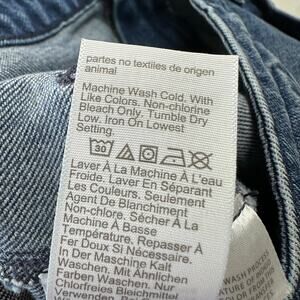 partes no textiles de origen
animal
Machine Wash Cold. With
Like Colors. Non-chlorine
Bleach Only. Tumble Dry
Low. Iron On Lowest
Setting.
30
Laver À La Machine À L'eau
Froide. Laver En Séparant
Les Couleurs. Seulement
Agent De Blanchiment
Non-chlore. Sécher À La
Machine À Basse
Température. Repasser À
Fer Doux Si Nécessaire.
In Der Maschine Kalt
Waschen, Mit Ähnlichen
Farben Waschen. Nur
Chlorfreies Bleichmittel
WASH PROCESS